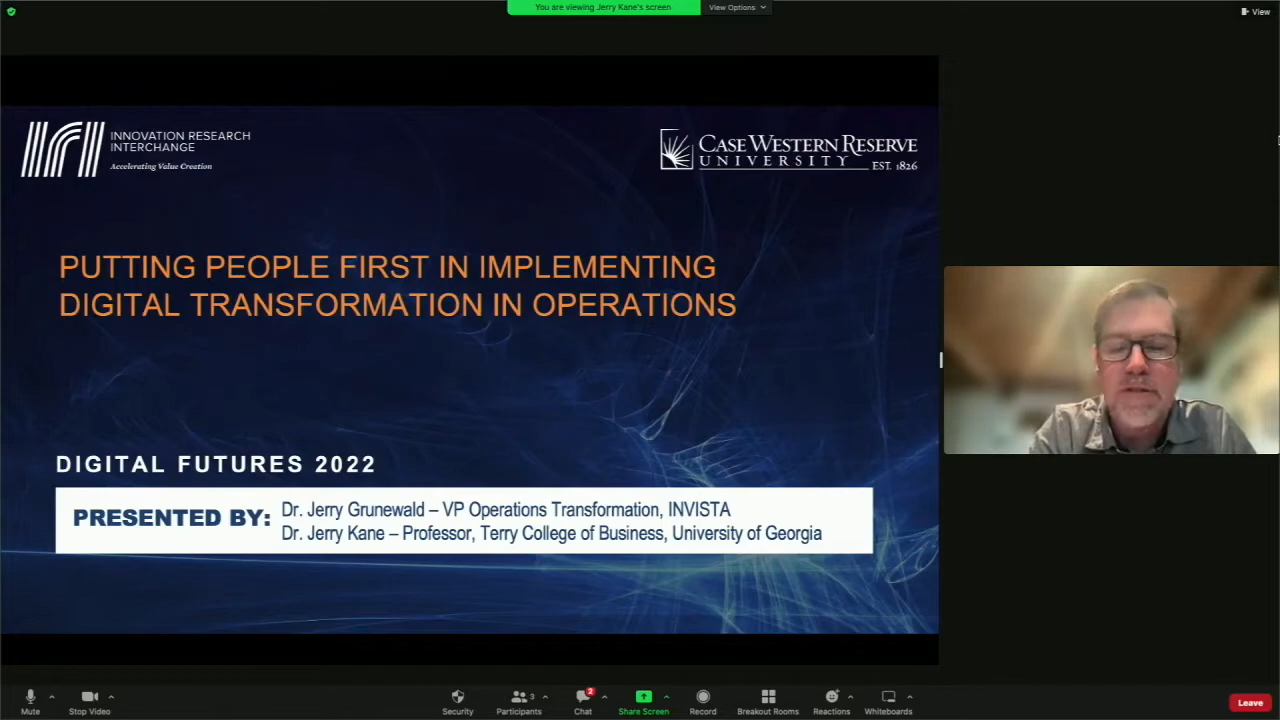 You are viewing Jerry Kane's screen
View Options
View
INNOVATION RESEARCH
INTERCHANGE
Accelerating Value Creation
CASE WESTERN RESERVE
UNIVERSITY
EST. 1826
PUTTING PEOPLE FIRST IN IMPLEMENTING
DIGITAL TRANSFORMATION IN OPERATIONS
DIGITAL FUTURES 2022
PRESENTED BY:
Dr. Jerry Grunewald – VP Operations Transformation, INVISTA
Dr. Jerry Kane – Professor, Terry College of Business, University of Georgia
Mute
Stop Video
Security
Participants
3
Chat
2
Share Screen
Record
Breakout Rooms
Reactions
Whiteboards
Leave